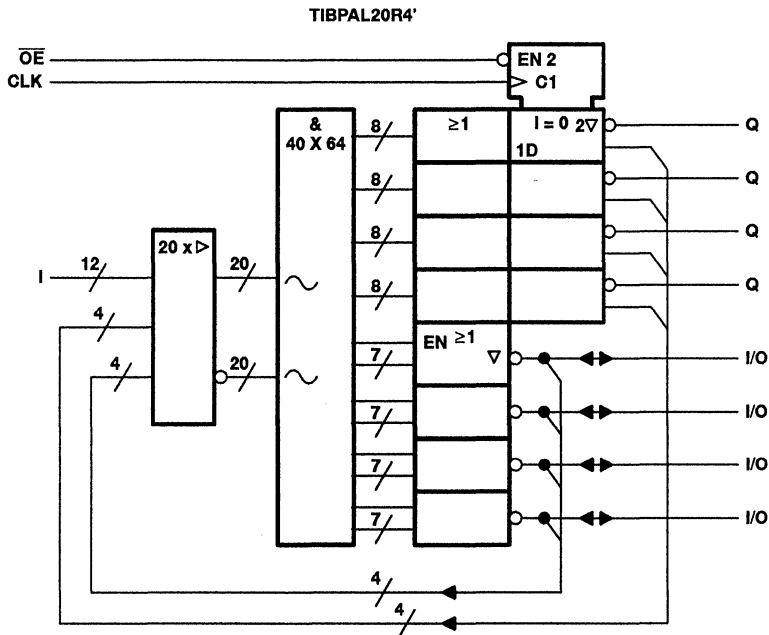 TIBPAL20R4'
OE
CLK
EN 2
C1
&
40 X 64
8
≥1
I = 0 2▽
1D
Q
8
Q
8
Q
20 x ▷
I
12
20
8
Q
4
EN ≥1
▽
7
I/O
4
20
7
I/O
7
I/O
7
I/O
4
4